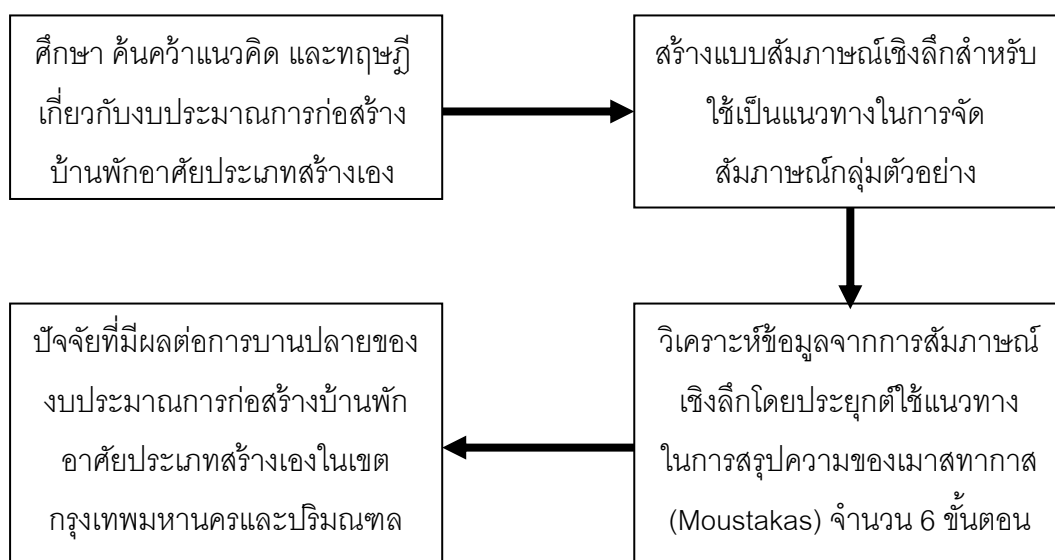 ศึกษา ค้นคว้าแนวคิด และทฤษฎี
เกี่ยวกับงบประมาณการก่อสร้าง
บ้านพักอาศัยประเภทสร้างเอง
สร้างแบบสัมภาษณ์เชิงลึกสำหรับ
ใช้เป็นแนวทางในการจัด
สัมภาษณ์กลุ่มตัวอย่าง
วิเคราะห์ข้อมูลจากการสัมภาษณ์
เชิงลึกโดยประยุกต์ใช้แนวทาง
ในการสรุปความของเมาสทากาส
(Moustakas) จำนวน 6 ขั้นตอน
ปัจจัยที่มีผลต่อการบานปลายของ
งบประมาณการก่อสร้างบ้านพัก
อาศัยประเภทสร้างเองในเขต
กรุงเทพมหานครและปริมณฑล